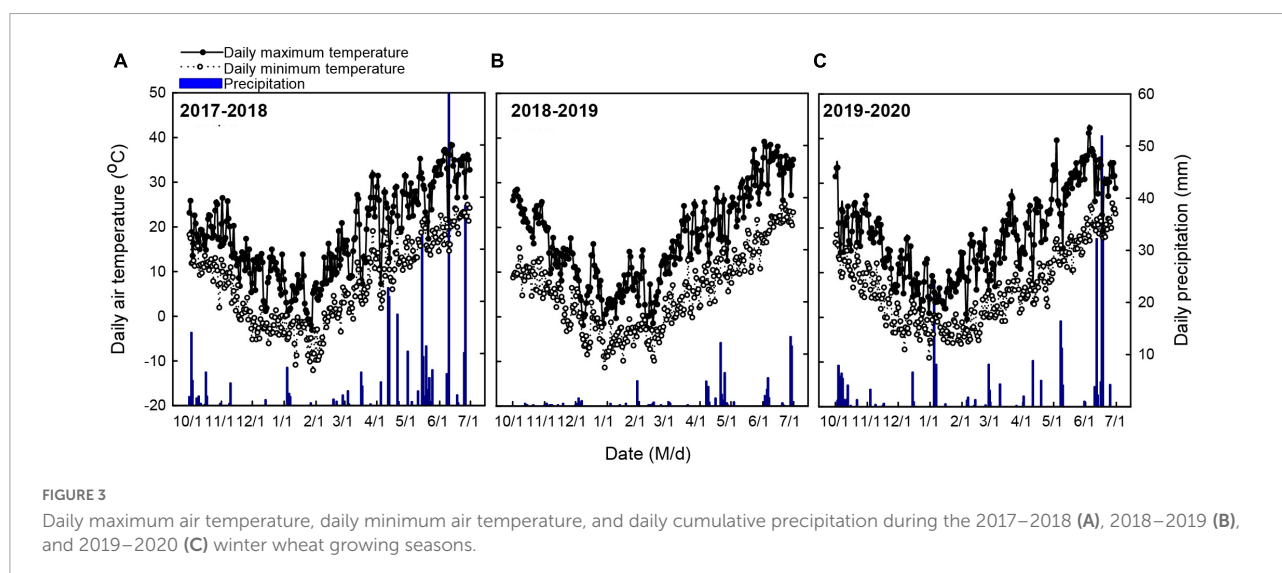 A
Daily maximum temperature
Daily minimum temperature
Precipitation
B
C
2017-2018
2018-2019
2019-2020
50
40
30
20
10
0
-10
-20
Daily air temperature (°C)
60
50
40
30
20
10
Daily precipitation (mm)
10/1 11/1 12/1 1/1 2/1 3/1 4/1 5/1 6/1 7/1
10/1 11/1 12/1 1/1 2/1 3/1 4/1 5/1 6/1 7/1
10/1 11/1 12/1 1/1 2/1 3/1 4/1 5/1 6/1 7/1
Date (M/d)
FIGURE 3
Daily maximum air temperature, daily minimum air temperature, and daily cumulative precipitation during the 2017–2018 (A), 2018–2019 (B),
and 2019–2020 (C) winter wheat growing seasons.